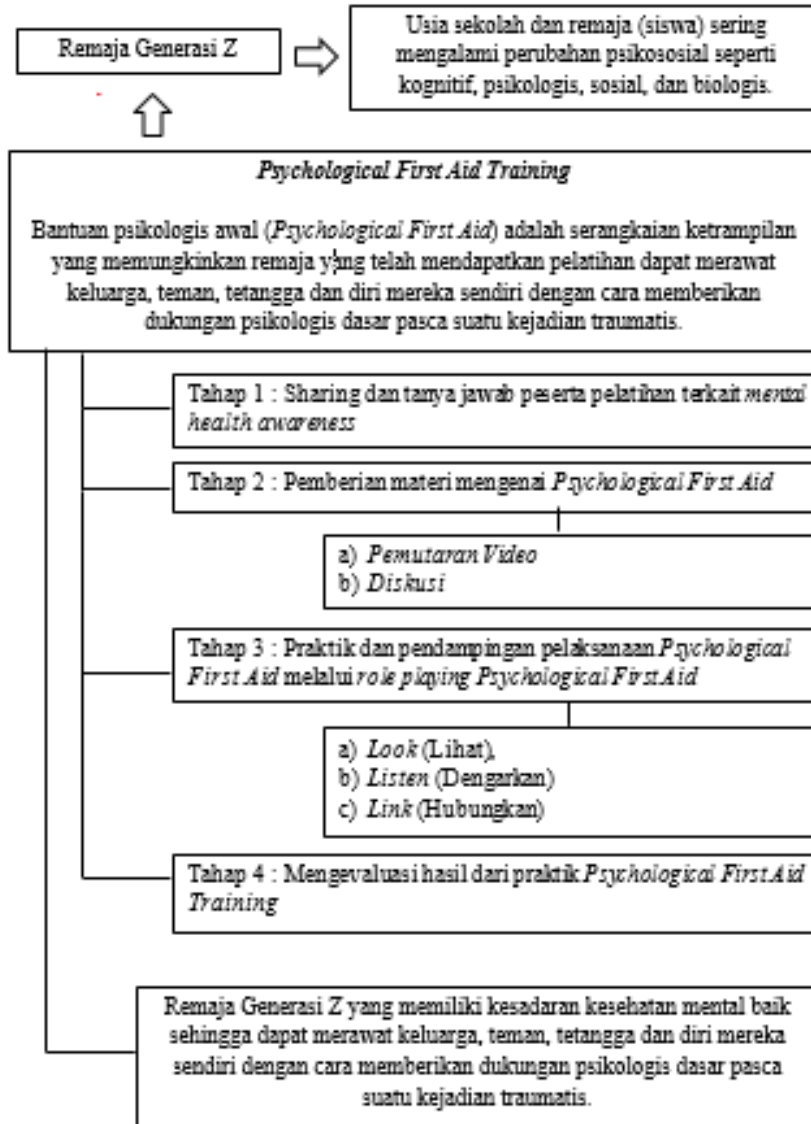 Remaja Generasi Z
Usia sekolah dan remaja (siswa) sering
mengalami perubahan psikososial seperti
kognitif, psikologis, sosial, dan biologis.
Psychological First Aid Training
Bantuan psikologis awal (Psychological First Aid) adalah serangkaian ketrampilan
yang memungkinkan remaja yang telah mendapatkan pelatihan dapat merawat
keluarga, teman, tetangga dan diri mereka sendiri dengan cara memberikan
dukungan psikologis dasar pasca suatu kejadian traumatis.
Tahap 1 : Sharing dan tanya jawab peserta pelatihan terkait mental
health awareness
Tahap 2 : Pemberian materi mengenai Psychological First Aid
a) Pemutaran Video
b) Diskusi
Tahap 3 : Praktik dan pendampingan pelaksanaan Psychological
First Aid melalui role playing Psychological First Aid
a) Look (Lihat),
b) Listen (Dengarkan)
c) Link (Hubungkan)
Tahap 4 : Mengevaluasi hasil dari praktik Psychological First Aid
Training
Remaja Generasi Z yang memiliki kesadaran kesehatan mental baik
sehingga dapat merawat keluarga, teman, tetangga dan diri mereka
sendiri dengan cara memberikan dukungan psikologis dasar pasca
suatu kejadian traumatis.